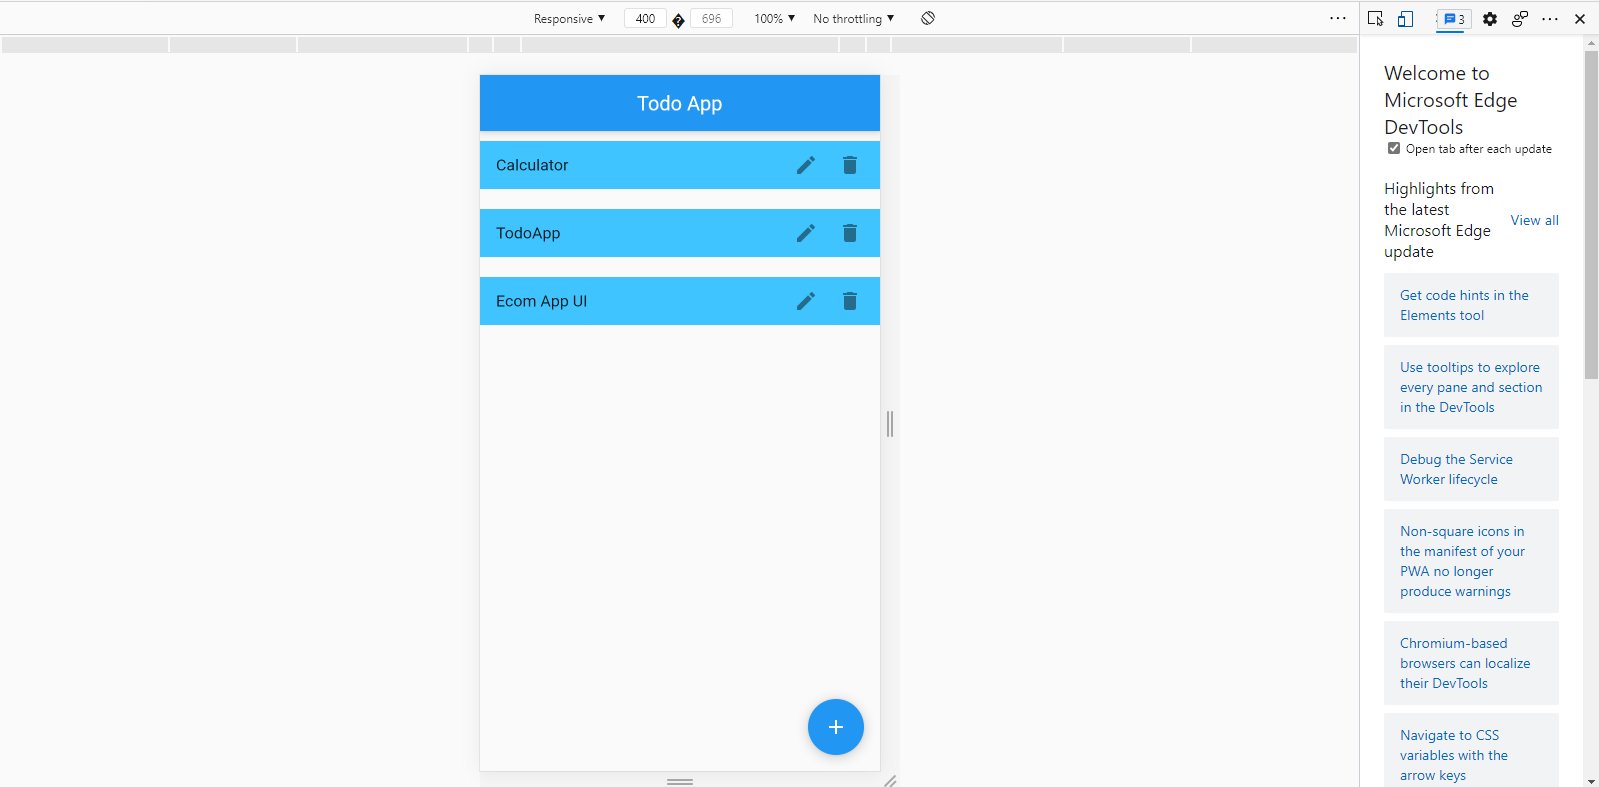 Responsive ▼ 400 696 100% ▼ No throttling ▼
3
Todo App
Calculator
TodoApp
Ecom App UI
Welcome to
Microsoft Edge
DevTools
Open tab after each update
Highlights from
the latest
Microsoft Edge
update
View all
Get code hints in the
Elements tool
Use tooltips to explore
every pane and section
in the DevTools
Debug the Service
Worker lifecycle
Non-square icons in
the manifest of your
PWA no longer
produce warnings
Chromium-based
browsers can localize
their DevTools
Navigate to CSS
variables with the
arrow keys